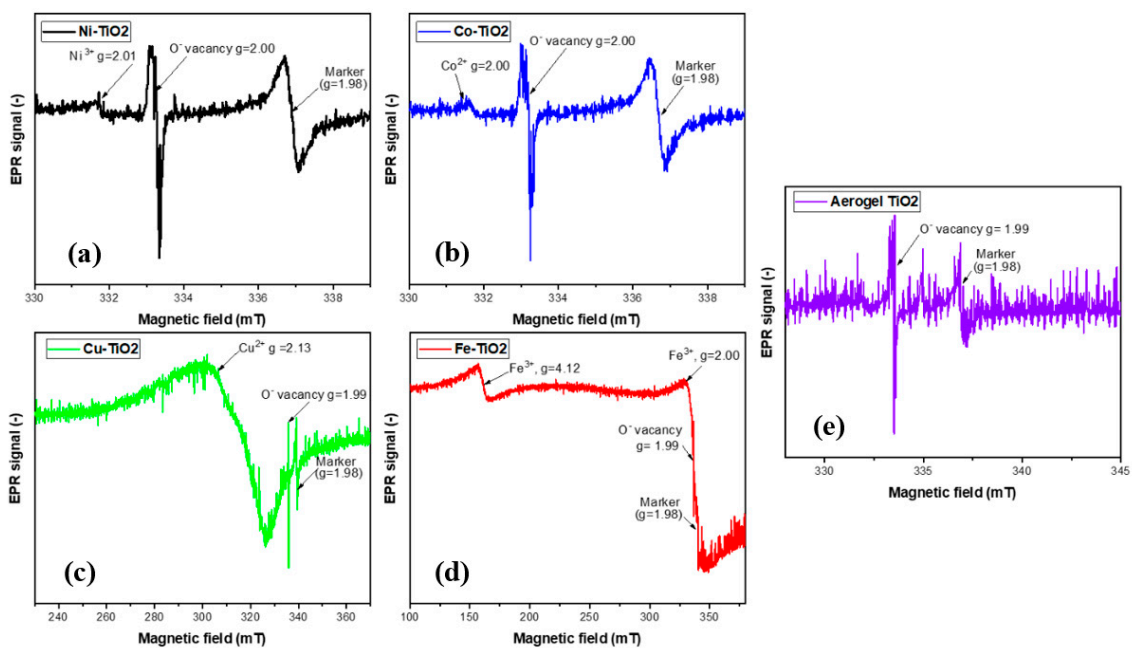 Ni-TiO2
Ni³⁺ g=2.01
O⁻ vacancy g=2.00
Marker
(g=1.98)
EPR signal (-)
(a)
330 332 334 336 338
Magnetic field (mT)
Co-TiO2
O⁻ vacancy g=2.00
Co²⁺ g=2.00
Marker
(g=1.98)
EPR signal (-)
(b)
330 332 334 336 338
Magnetic field (mT)
Cu-TiO2
Cu²⁺ g =2.13
O⁻ vacancy g=1.99
Marker
(g=1.98)
EPR signal (-)
(c)
240 260 280 300 320 340 360
Magnetic field (mT)
Fe-TiO2
Fe³⁺, g=4.12
Fe³⁺, g=2.00
O⁻ vacancy
g= 1.99
Marker
(g=1.98)
EPR signal (-)
(d)
100 150 200 250 300 350
Magnetic field (mT)
Aerogel TiO2
O⁻ vacancy g= 1.99
Marker
(g=1.98)
EPR signal (-)
(e)
330 335 340 345
Magnetic field (mT)